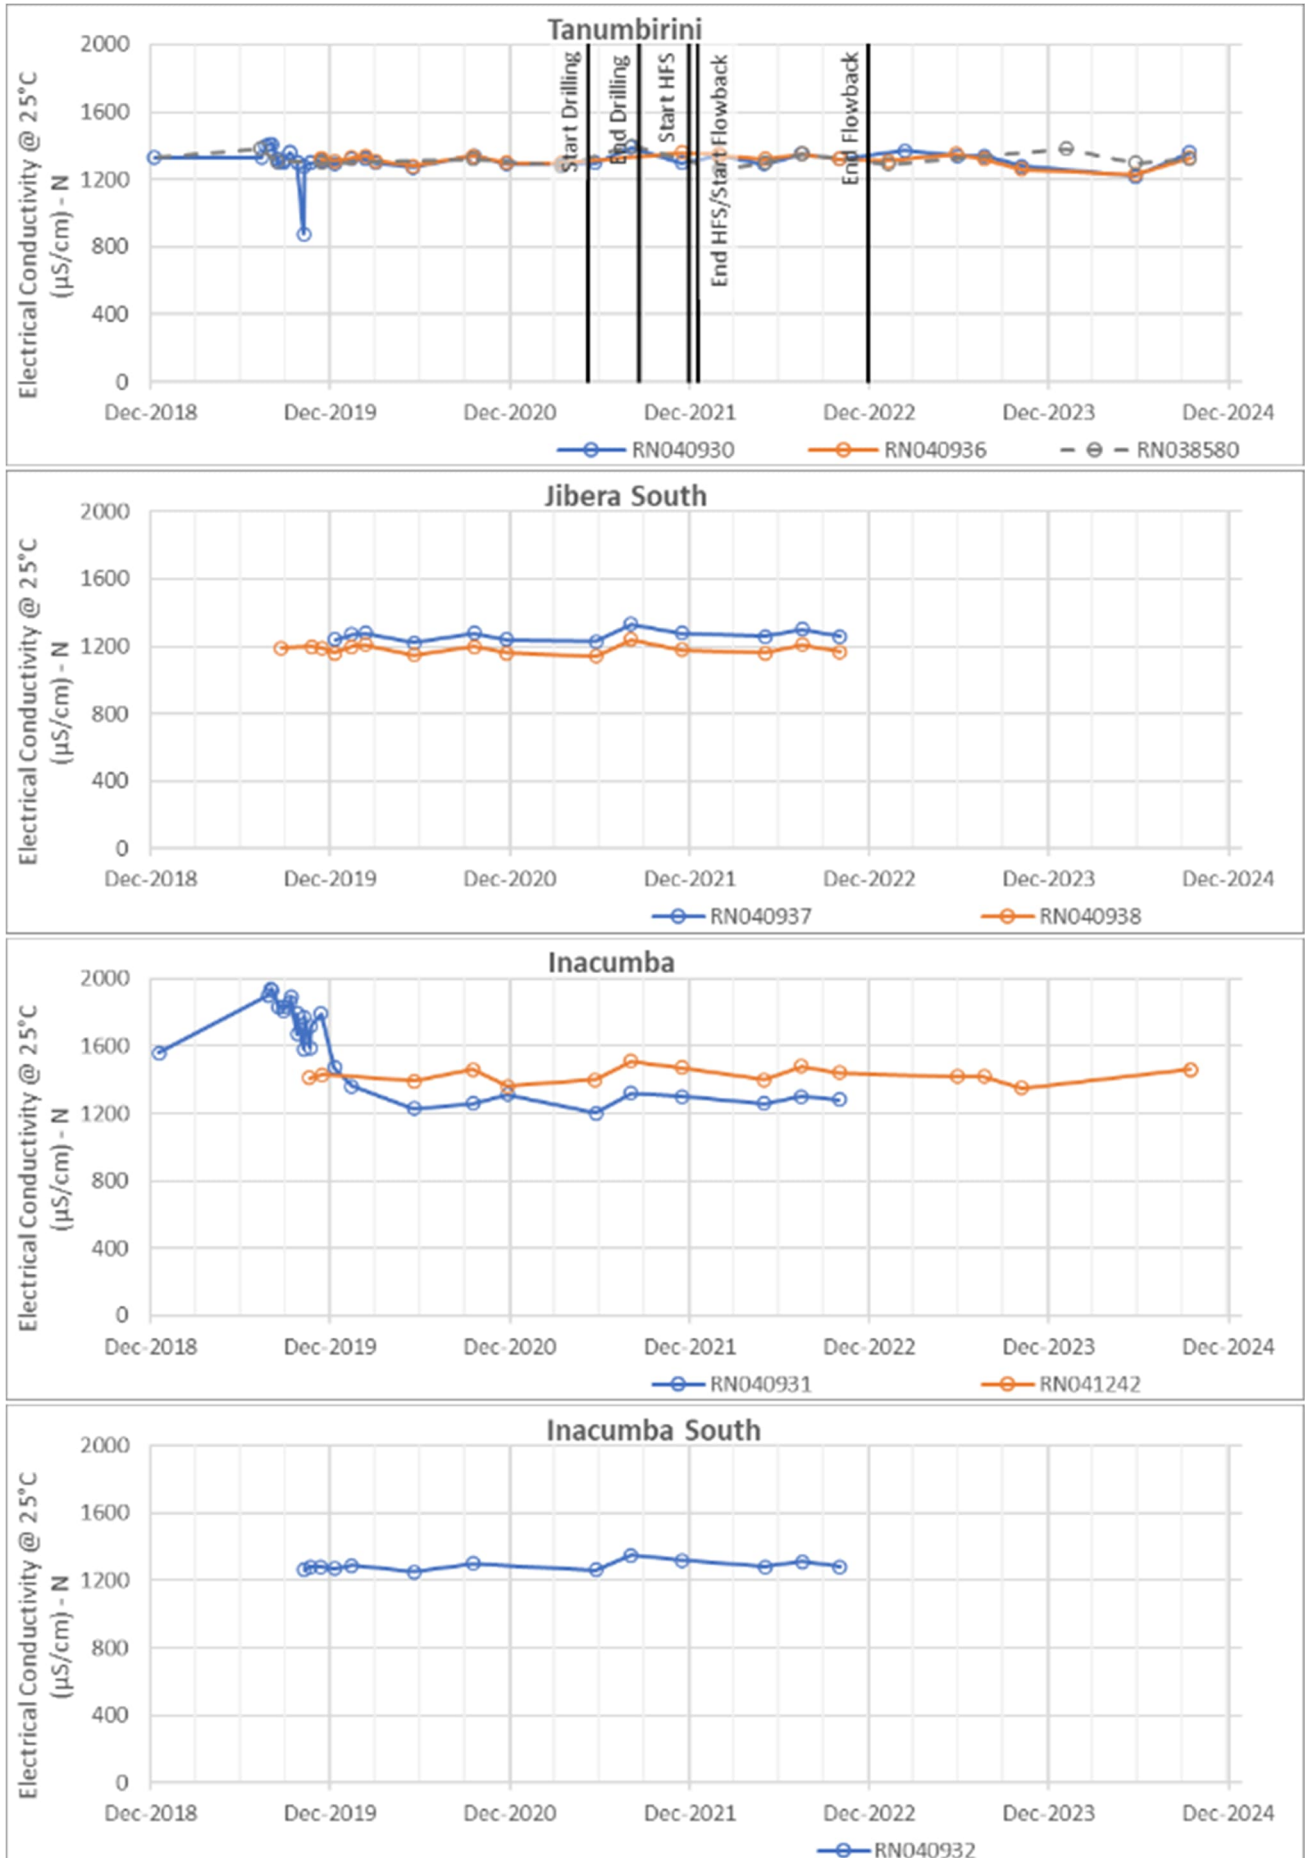 Tanumbirini
Electrical Conductivity @ 25°C
(µS/cm) - N
2000
1600
1200
800
400
0
Start Drilling
End Drilling
Start HFS
End HFS/Start Flowback
End Flowback
Dec-2018 Dec-2019 Dec-2020 Dec-2021 Dec-2022 Dec-2023 Dec-2024
RN040930 RN040936 RN038580
Jibera South
Electrical Conductivity @ 25°C
(µS/cm) - N
2000
1600
1200
800
400
0
Dec-2018 Dec-2019 Dec-2020 Dec-2021 Dec-2022 Dec-2023 Dec-2024
RN040937 RN040938
Inacumba
Electrical Conductivity @ 25°C
(µS/cm) - N
2000
1600
1200
800
400
0
Dec-2018 Dec-2019 Dec-2020 Dec-2021 Dec-2022 Dec-2023 Dec-2024
RN040931 RN041242
Inacumba South
Electrical Conductivity @ 25°C
(µS/cm) - N
2000
1600
1200
800
400
0
Dec-2018 Dec-2019 Dec-2020 Dec-2021 Dec-2022 Dec-2023 Dec-2024
RN040932